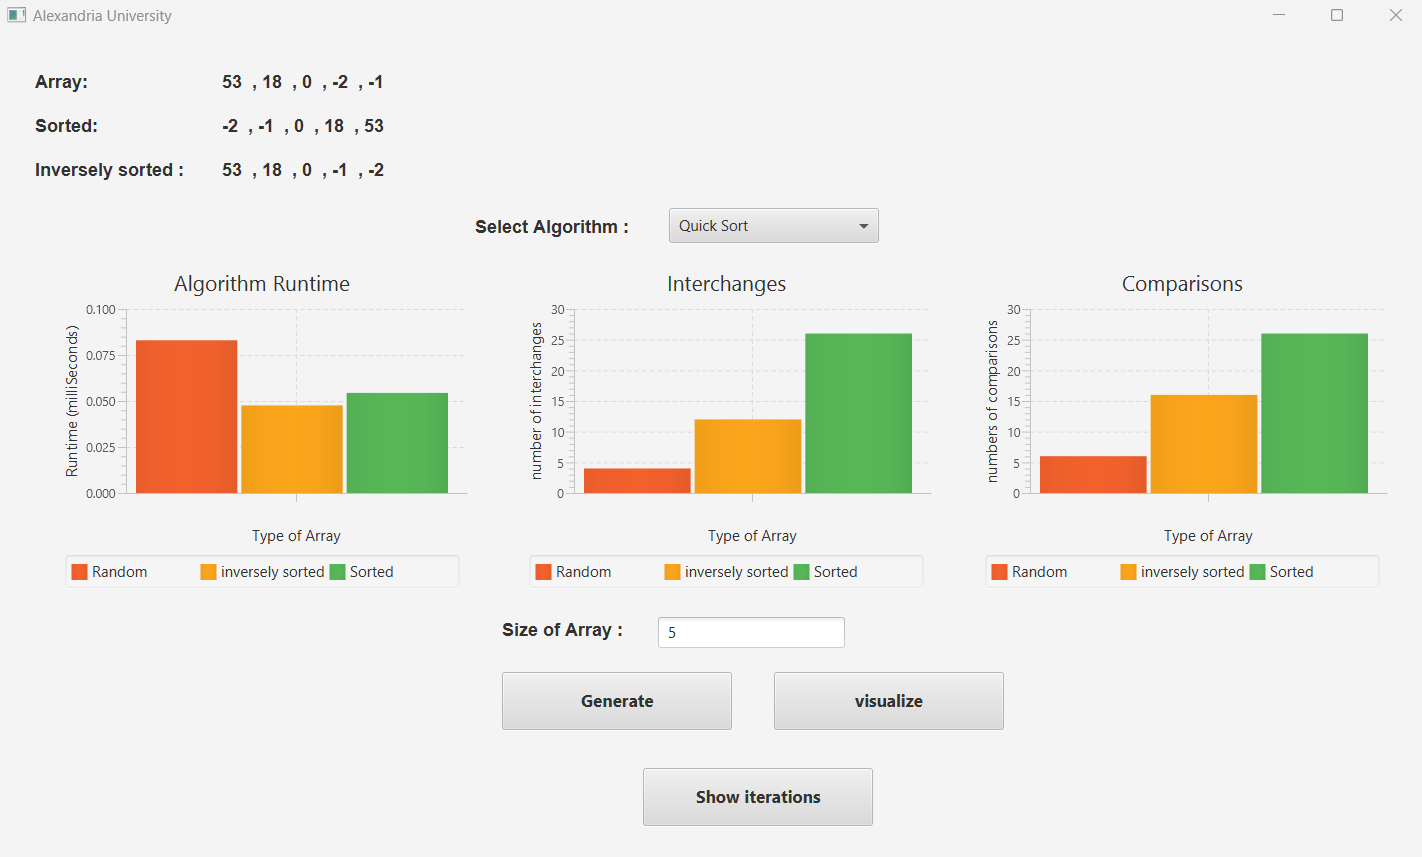 Alexandria University
Array: 53 , 18 , 0 , -2 , -1
Sorted: -2 , -1 , 0 , 18 , 53
Inversely sorted : 53 , 18 , 0 , -1 , -2
Select Algorithm : Quick Sort
Algorithm Runtime
Runtime (milliSeconds)
0.100
0.075
0.050
0.025
0.000
Type of Array
Random inversely sorted Sorted
Interchanges
number of interchanges
30
25
20
15
10
5
0
Type of Array
Random inversely sorted Sorted
Comparisons
numbers of comparisons
30
25
20
15
10
5
0
Type of Array
Random inversely sorted Sorted
Size of Array : 5
Generate visualize
Show iterations